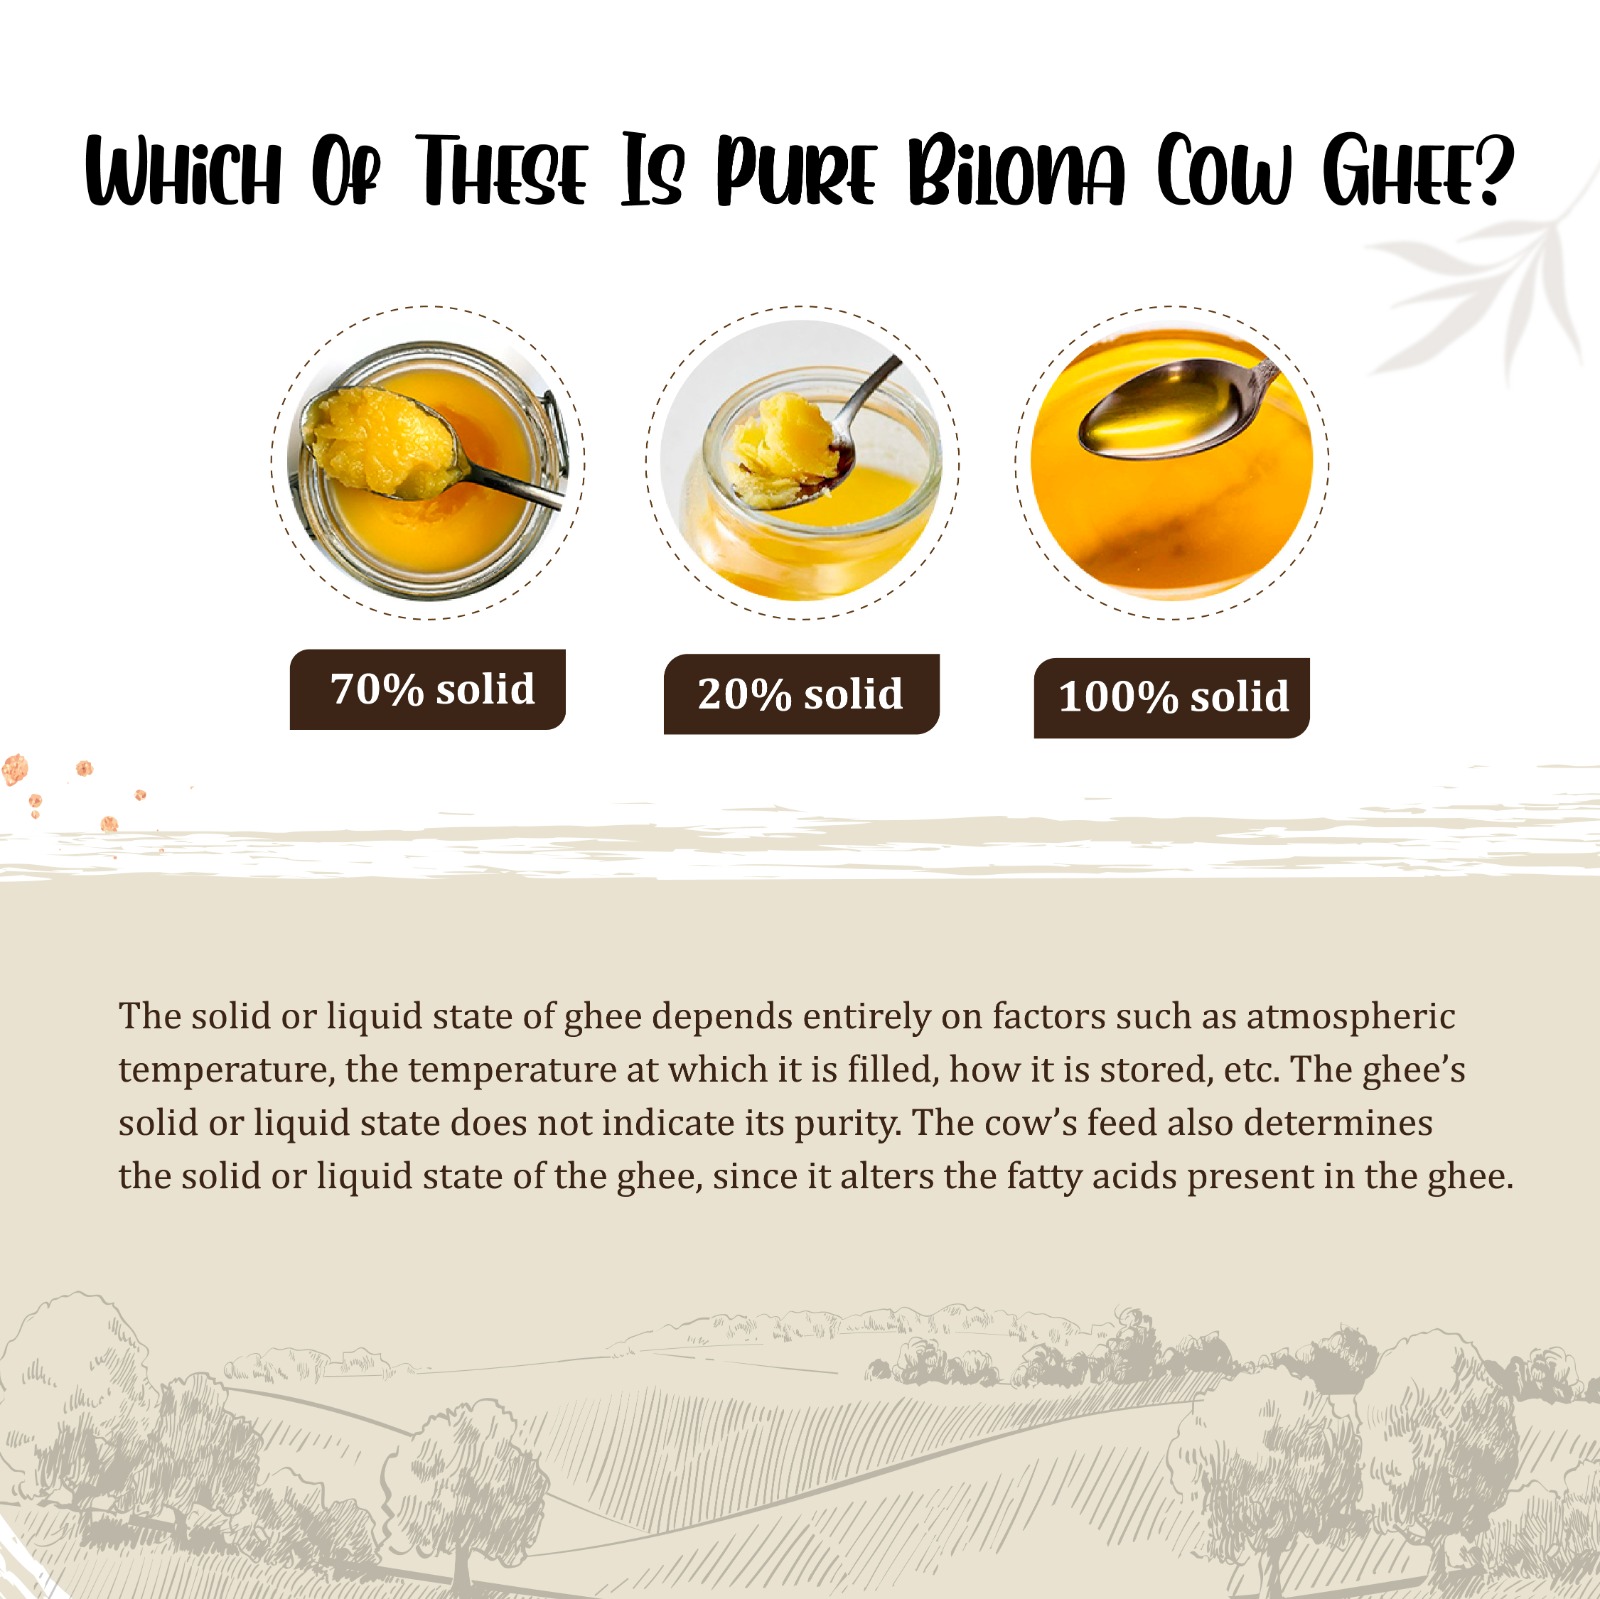 Which Of These Is Pure Bilona Cow Ghee?
70% solid
20% solid
100% solid
The solid or liquid state of ghee depends entirely on factors such as atmospheric
temperature, the temperature at which it is filled, how it is stored, etc. The ghee’s
solid or liquid state does not indicate its purity. The cow’s feed also determines
the solid or liquid state of the ghee, since it alters the fatty acids present in the ghee.